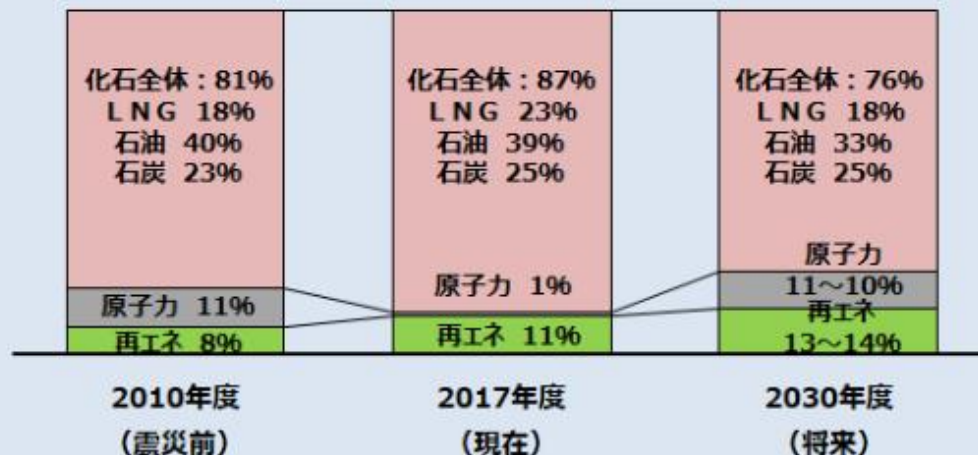 化石全体：81%
ＬＮＧ 18%
石油 40%
石炭 23%
原子力 11%
再エネ 8%
化石全体：87%
ＬＮＧ 23%
石油 39%
石炭 25%
原子力 1%
再エネ 11%
化石全体：76%
ＬＮＧ 18%
石油 33%
石炭 25%
原子力
11～10%
再エネ
13～14%
2010年度
（震災前）
2017年度
（現在）
2030年度
（将来）